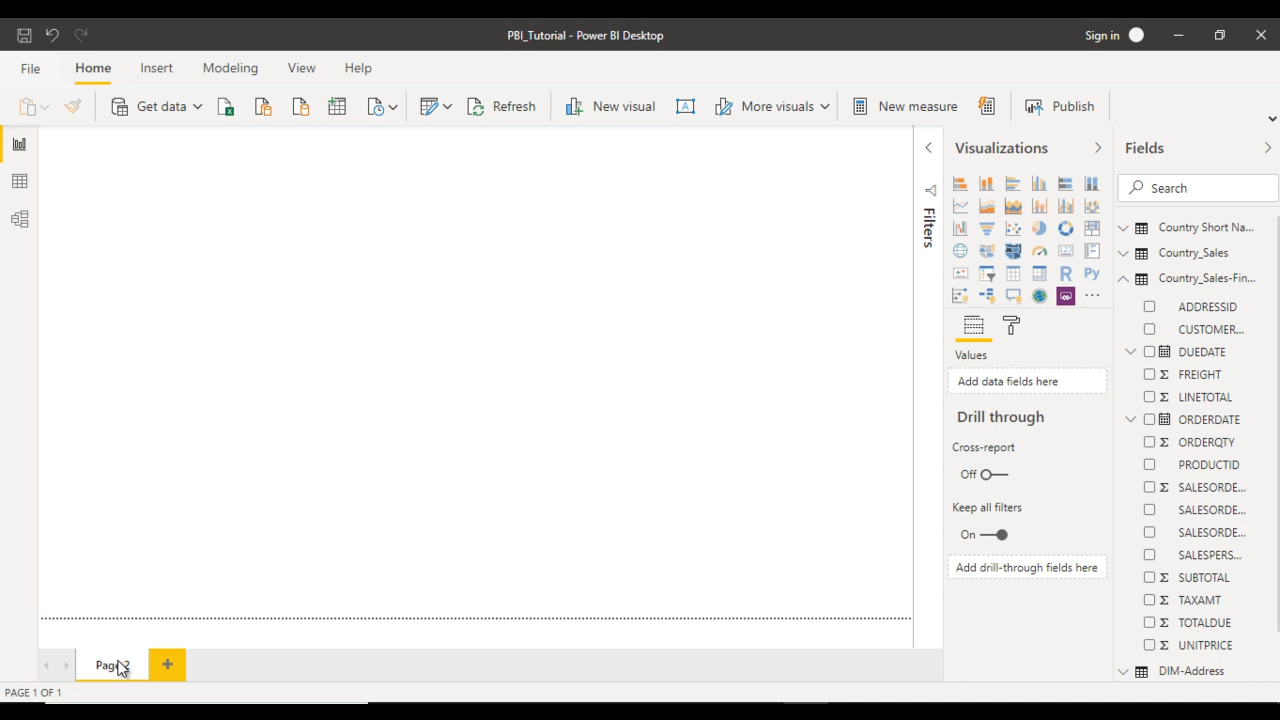 PBI_Tutorial - Power BI Desktop
Sign in
File
Home
Insert
Modeling
View
Help
Get data
Refresh
New visual
More visuals
New measure
Publish
Filters
Visualizations
R
Py
Values
Add data fields here
Drill through
Cross-report
Off
Keep all filters
On
Add drill-through fields here
Fields
Search
Country Short Na...
Country_Sales
Country_Sales-Fin...
ADDRESSID
CUSTOMER...
DUEDATE
Σ FREIGHT
Σ LINETOTAL
ORDERDATE
Σ ORDERQTY
PRODUCTID
Σ SALESORDE...
SALESORDE...
SALESORDE...
SALESPERS...
Σ SUBTOTAL
Σ TAXAMT
Σ TOTALDUE
Σ UNITPRICE
DIM-Address
Page 2
PAGE 1 OF 1